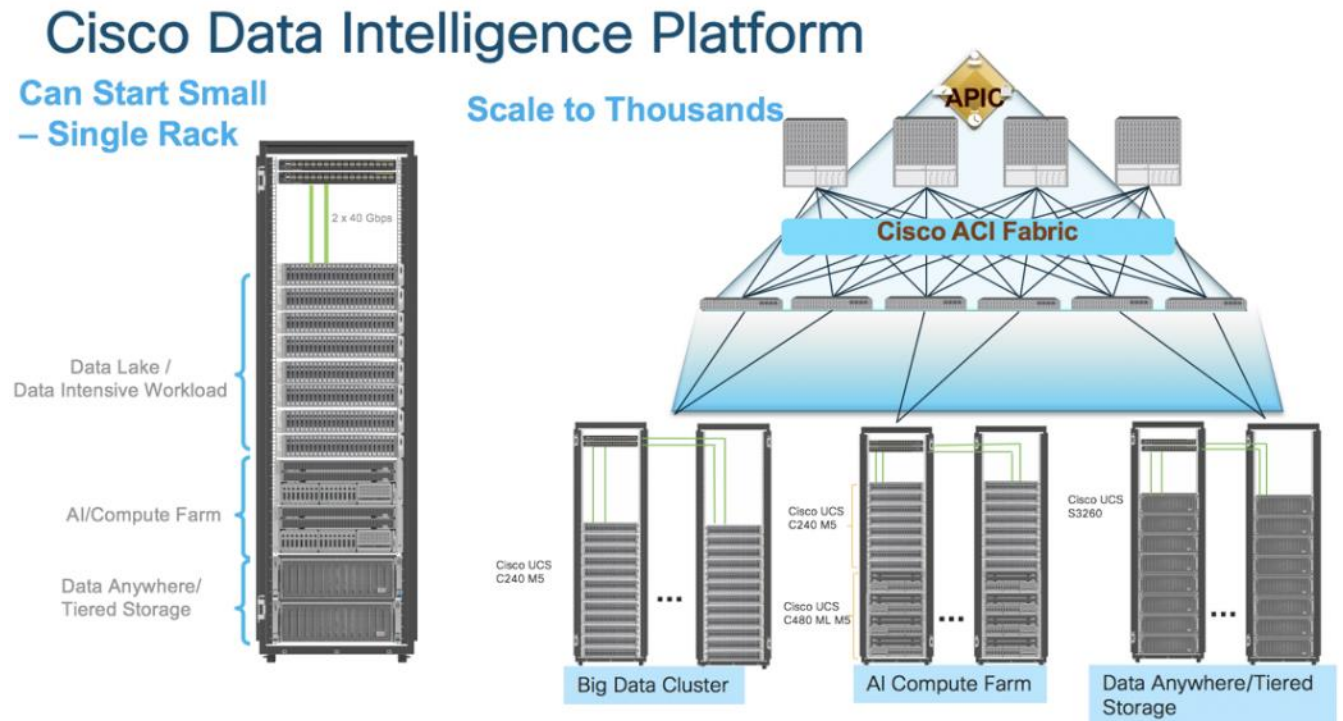 Cisco Data Intelligence Platform
Can Start Small
– Single Rack
Scale to Thousands
APIC
2 x 40 Gbps
Cisco ACI Fabric
Data Lake /
Data Intensive Workload
AI/Compute Farm
Data Anywhere/
Tiered Storage
Cisco UCS
C240 M5
...
Big Data Cluster
Cisco UCS
C240 M5
Cisco UCS
C480 ML M5
...
AI Compute Farm
Cisco UCS
S3260
...
Data Anywhere/Tiered
Storage